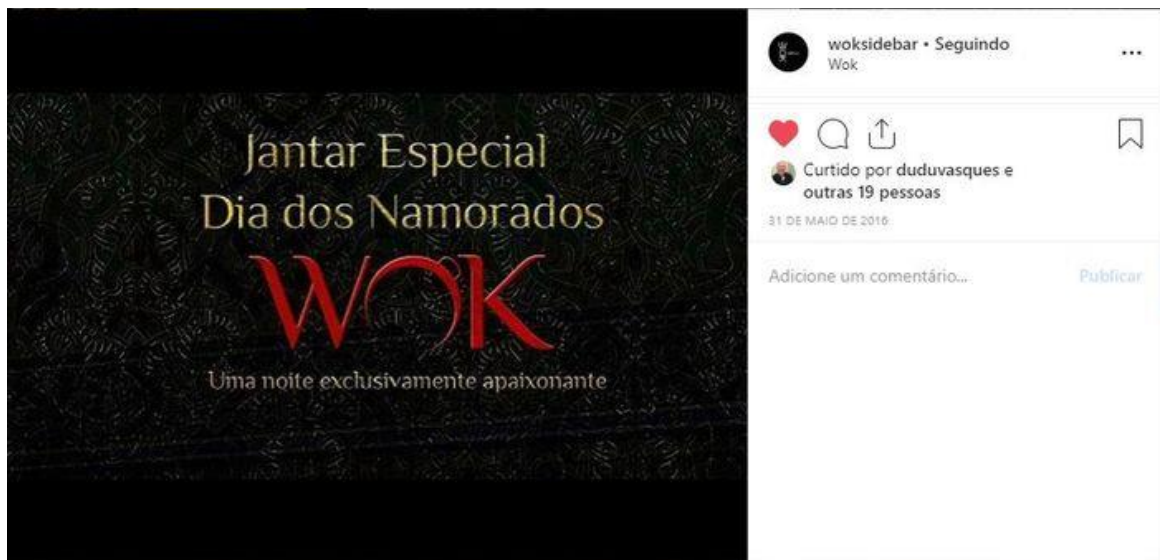 Jantar Especial
Dia dos Namorados
WOK
Uma noite exclusivamente apaixonante
woksidebar • Seguindo
Wok
Curtido por duduvasques e
outras 19 pessoas
31 DE MAIO DE 2016
Adicione um comentário...
Publicar